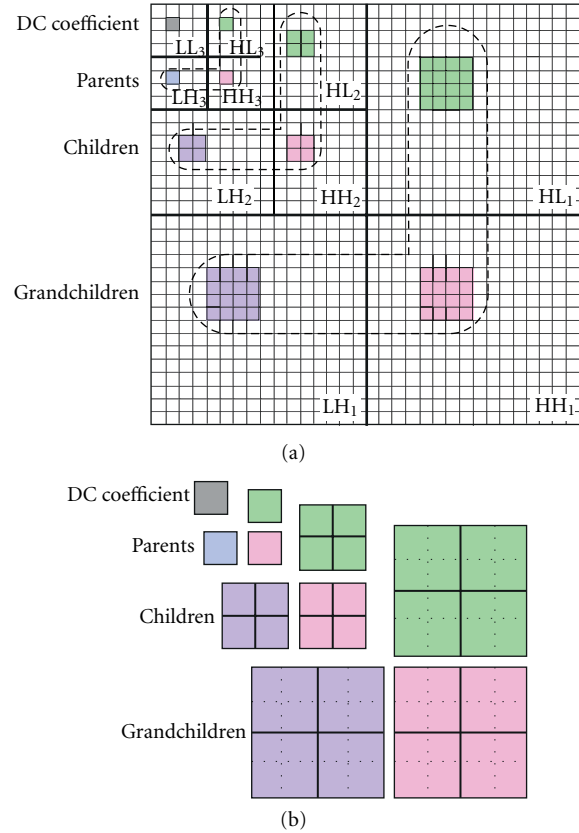 DC coefficient
LL3 HL3
Parents
LH3 HH3 HL2
Children
LH2 HH2 HL1
Grandchildren
LH1 HH1
(a)
DC coefficient
Parents
Children
Grandchildren
(b)